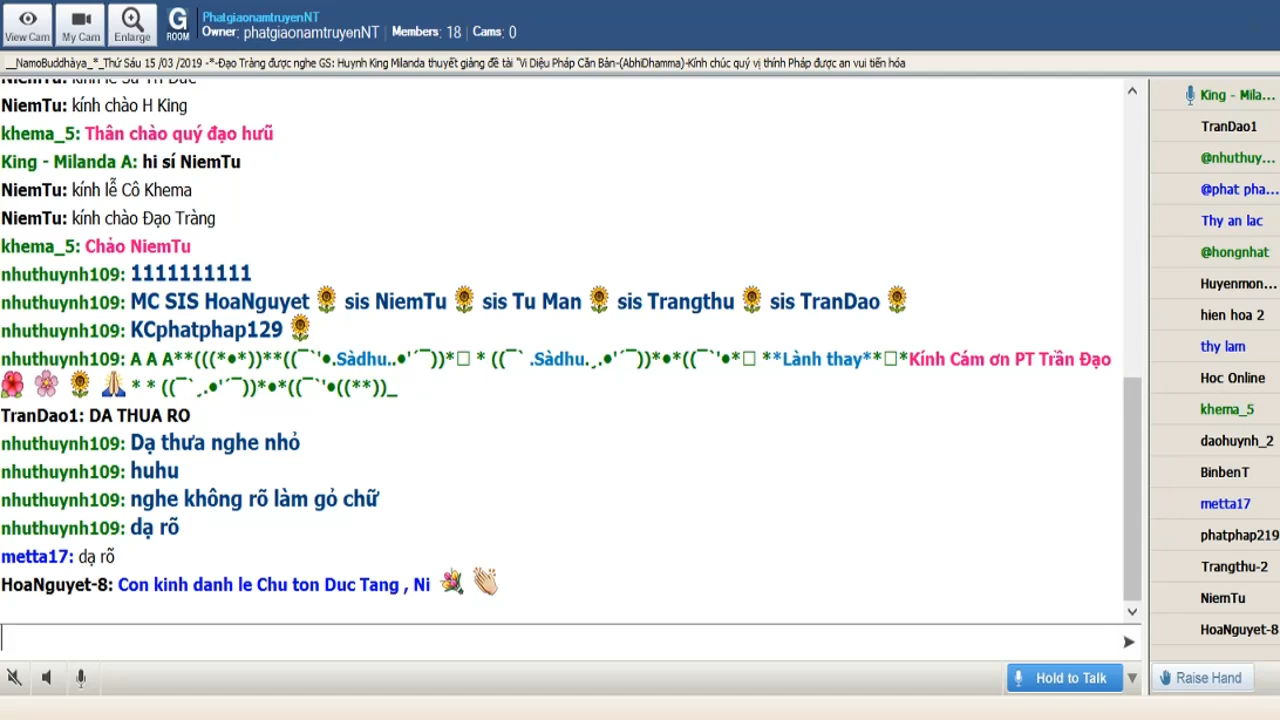 View Cam
My Cam
Enlarge
G
ROOM
PhatgiaonamtruyenNT
Owner: phatgiaonamtruyenNT | Members: 18 | Cams: 0
__NamoBuddhàya_*_Thứ Sáu 15 /03 /2019 -*-Đạo Tràng được nghe GS: Huynh King Milanda thuyết giảng đề tài "Vi Diệu Pháp Căn Bản-(AbhiDhamma)-Kính chúc quý vị thính Pháp được an vui tiến hóa
NiemTu: kính lễ Sư Trí Đức
NiemTu: kính chào H King
khema_5: Thân chào quý đạo hưũ
King - Milanda A: hi sí NiemTu
NiemTu: kính lễ Cô Khema
NiemTu: kính chào Đạo Tràng
khema_5: Chảo NiemTu
nhuthuynh109: 1111111111
nhuthuynh109: MC SIS HoaNguyet 🌻 sis NiemTu 🌻 sis Tu Man 🌻 sis Trangthu 🌻 sis TranDao 🌻
nhuthuynh109: KCphatphap129 🌻
nhuthuynh109: A A A**(((*•*))**((¯`'•.Sàdhu..•'´¯))*□ * ((¯` .Sàdhu.¸.•'´¯))*•*((¯`'•*□ **Lành thay**□*Kính Cám ơn PT Trần Đạo
🌺 🌸 🌻 🙏 * * ((¯`¸.•'´¯))*•*((¯`'•((**))_
TranDao1: DA THUA RO
nhuthuynh109: Dạ thưa nghe nhỏ
nhuthuynh109: huhu
nhuthuynh109: nghe không rõ làm gỏ chữ
nhuthuynh109: dạ rõ
metta17: dạ rõ
HoaNguyet-8: Con kinh danh le Chu ton Duc Tang , Ni 💐 👏
King - Mila...
TranDao1
@nhuthuy...
@phat pha...
Thy an lac
@hongnhat
Huyenmon...
hien hoa 2
thy lam
Hoc Online
khema_5
daohuynh_2
BinbenT
metta17
phatphap219
Trangthu-2
NiemTu
HoaNguyet-8
Hold to Talk
Raise Hand